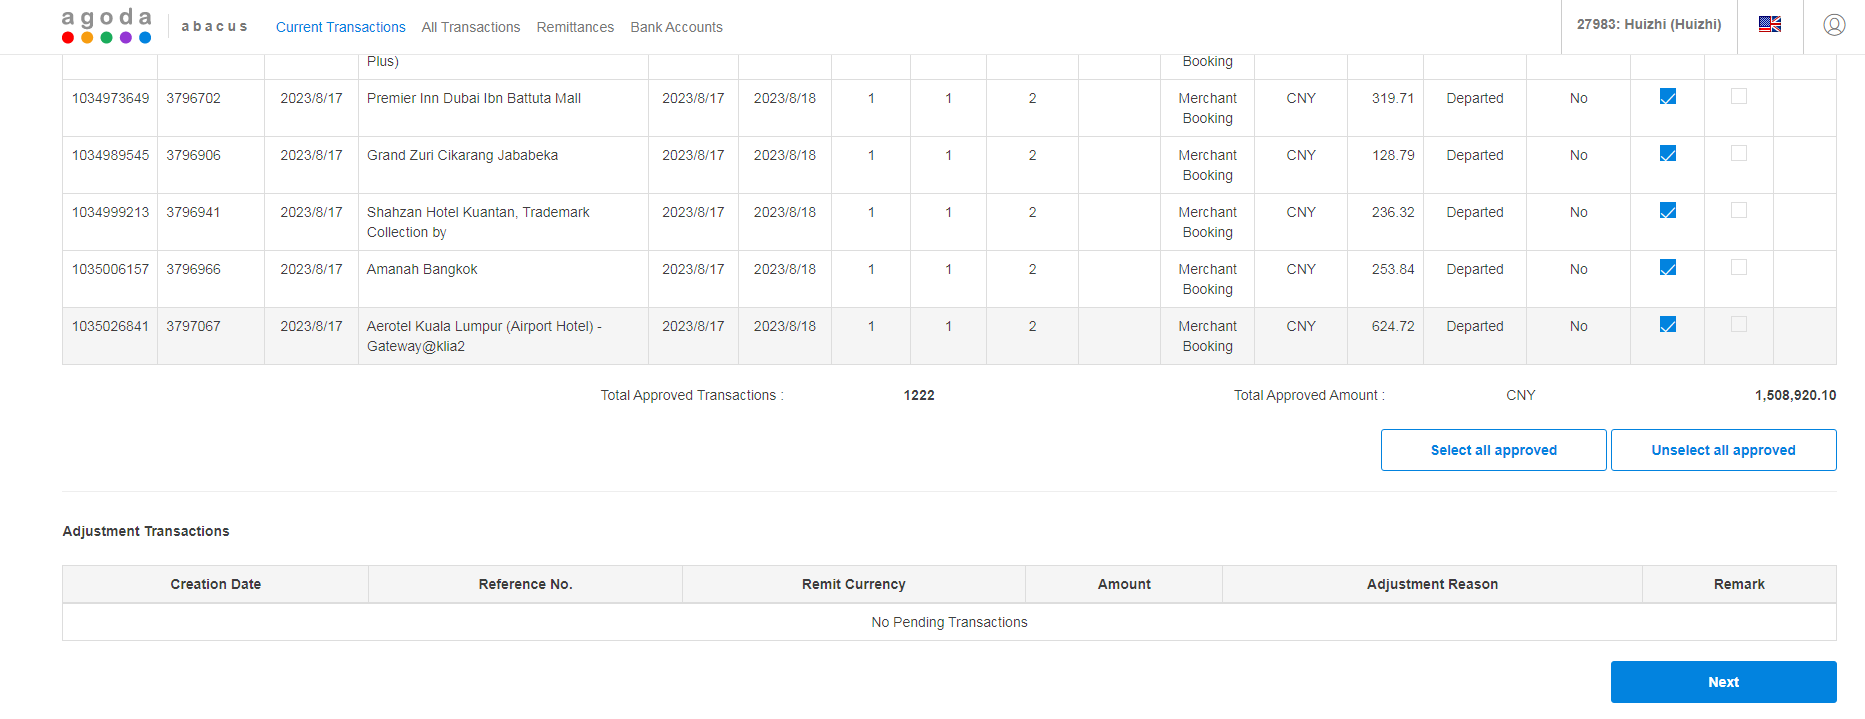 agoda abacus Current Transactions All Transactions Remittances Bank Accounts 27983: Huizhi (Huizhi)
Plus) Booking
1034973649 3796702 2023/8/17 Premier Inn Dubai Ibn Battuta Mall 2023/8/17 2023/8/18 1 1 2 Merchant CNY 319.71 Departed No
Booking
1034989545 3796906 2023/8/17 Grand Zuri Cikarang Jababeka 2023/8/17 2023/8/18 1 1 2 Merchant CNY 128.79 Departed No
Booking
1034999213 3796941 2023/8/17 Shahzan Hotel Kuantan, Trademark 2023/8/17 2023/8/18 1 1 2 Merchant CNY 236.32 Departed No
Collection by Booking
1035006157 3796966 2023/8/17 Amanah Bangkok 2023/8/17 2023/8/18 1 1 2 Merchant CNY 253.84 Departed No
Booking
1035026841 3797067 2023/8/17 Aerotel Kuala Lumpur (Airport Hotel) - 2023/8/17 2023/8/18 1 1 2 Merchant CNY 624.72 Departed No
Gateway@klia2 Booking
Total Approved Transactions : 1222 Total Approved Amount : CNY 1,508,920.10
Select all approved Unselect all approved
Adjustment Transactions
Creation Date Reference No. Remit Currency Amount Adjustment Reason Remark
No Pending Transactions
Next